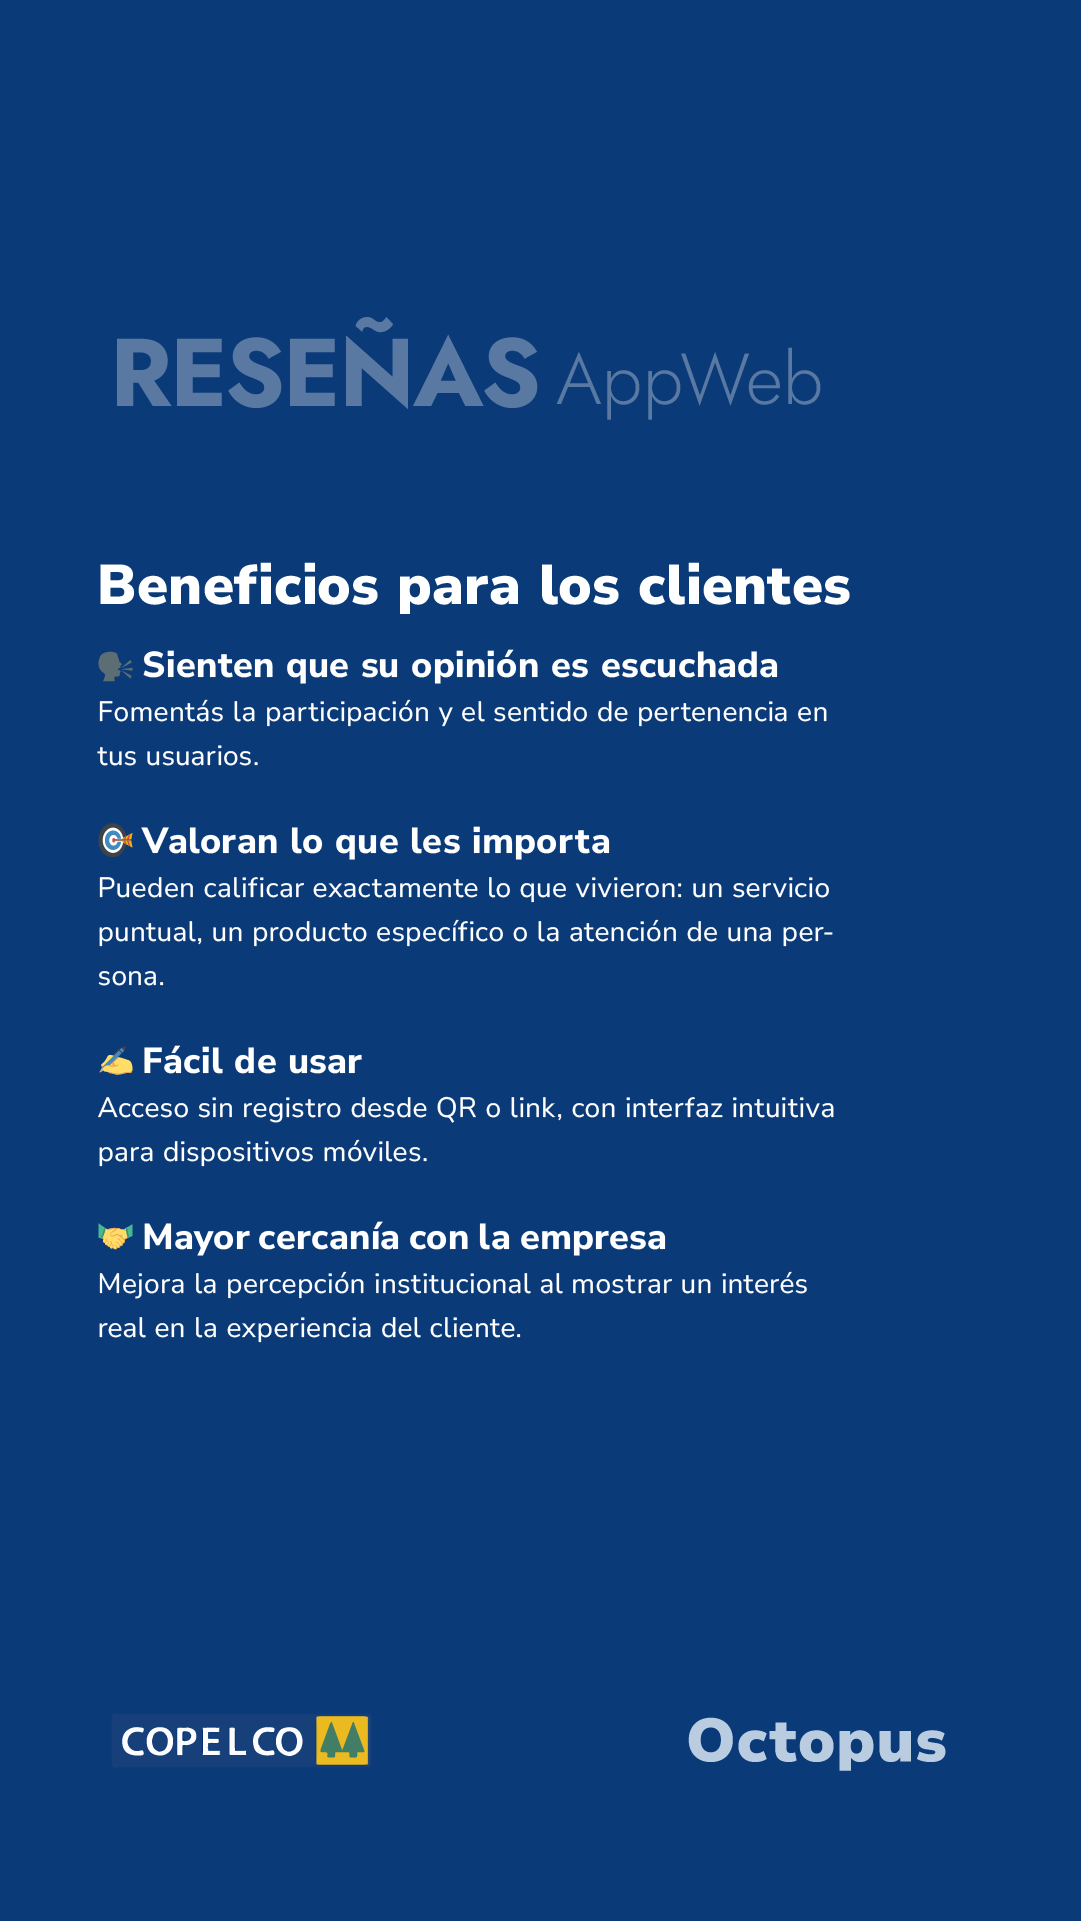 RESEÑAS AppWeb
Beneficios para los clientes
🗣 Sienten que su opinión es escuchada
Fomentás la participación y el sentido de pertenencia en
tus usuarios.
🎯 Valoran lo que les importa
Pueden calificar exactamente lo que vivieron: un servicio
puntual, un producto específico o la atención de una per-
sona.
✍ Fácil de usar
Acceso sin registro desde QR o link, con interfaz intuitiva
para dispositivos móviles.
🤝 Mayor cercanía con la empresa
Mejora la percepción institucional al mostrar un interés
real en la experiencia del cliente.
COPELCO
Octopus